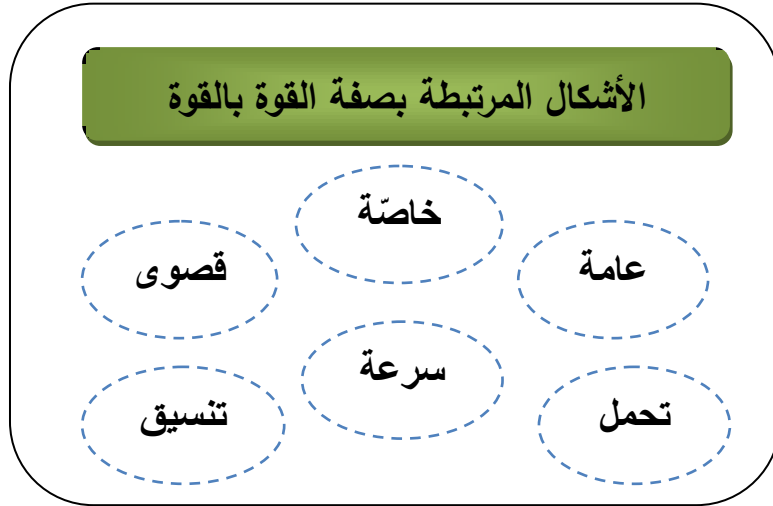 الأشكال المرتبطة بصفة القوة بالقوة
خاصّة
عامة
قصوى
سرعة
تحمل
تنسيق